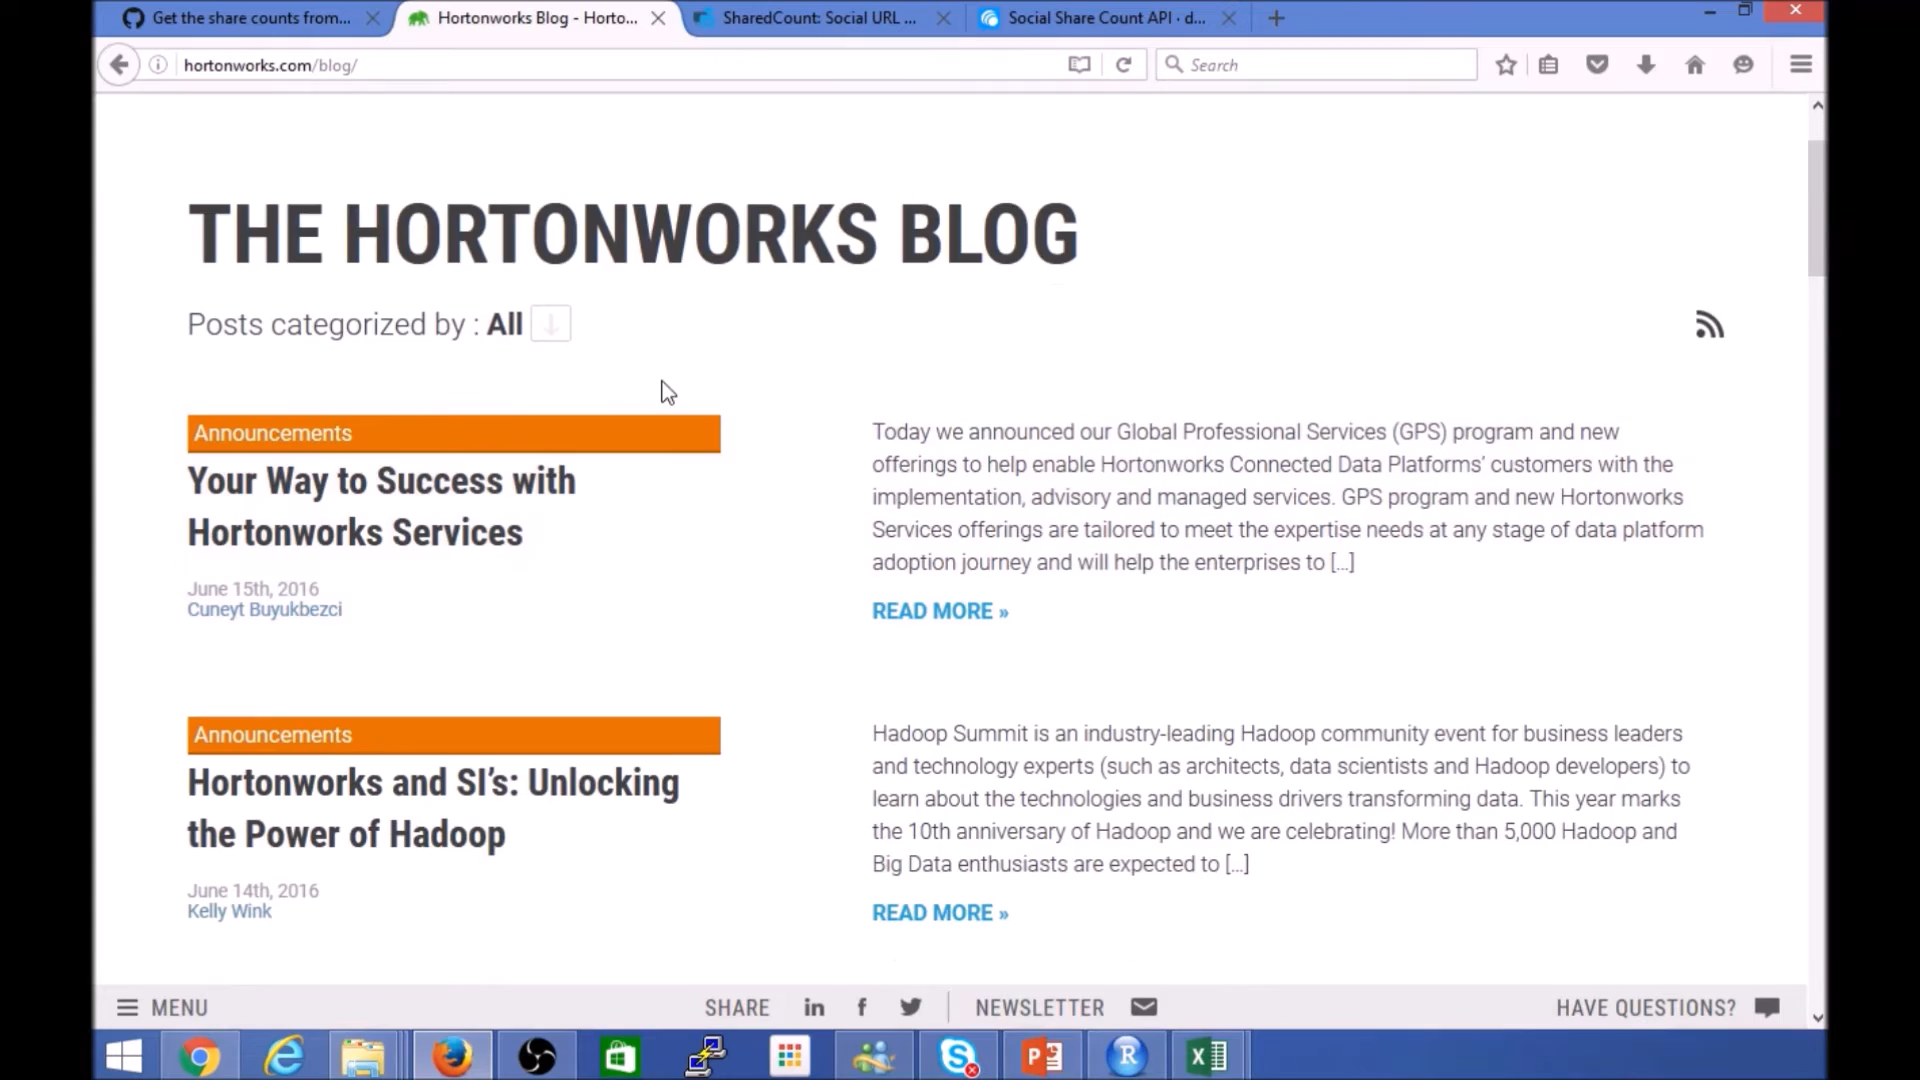 Get the share counts from...
Hortonworks Blog - Horto...
SharedCount: Social URL ...
Social Share Count API · d...
hortonworks.com/blog/
Search
THE HORTONWORKS BLOG
Posts categorized by : All
Announcements
Your Way to Success with
Hortonworks Services
June 15th, 2016
Cuneyt Buyukbezci
Today we announced our Global Professional Services (GPS) program and new
offerings to help enable Hortonworks Connected Data Platforms' customers with the
implementation, advisory and managed services. GPS program and new Hortonworks
Services offerings are tailored to meet the expertise needs at any stage of data platform
adoption journey and will help the enterprises to [...]
READ MORE »
Announcements
Hortonworks and SI's: Unlocking
the Power of Hadoop
June 14th, 2016
Kelly Wink
Hadoop Summit is an industry-leading Hadoop community event for business leaders
and technology experts (such as architects, data scientists and Hadoop developers) to
learn about the technologies and business drivers transforming data. This year marks
the 10th anniversary of Hadoop and we are celebrating! More than 5,000 Hadoop and
Big Data enthusiasts are expected to [...]
READ MORE »
MENU
SHARE
NEWSLETTER
HAVE QUESTIONS?